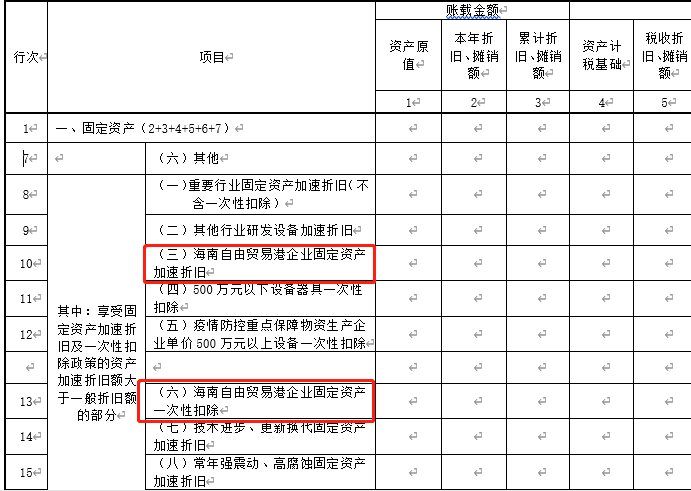 账载金额
行次
项目
资产原
值
本年折
旧、摊销
额
累计折
旧、摊销
额
资产计
税基础
税收折
旧、摊销
额
1
2
3
4
5
1
一、固定资产（2+3+4+5+6+7）
7
（六）其他
其中：享受固
定资产加速折
旧及一次性扣
除政策的资产
加速折旧额大
于一般折旧额
的部分
8
（一）重要行业固定资产加速折旧（不
含一次性扣除）
9
（二）其他行业研发设备加速折旧
10
（三）海南自由贸易港企业固定资产
加速折旧
11
（四）500万元以下设备器具一次性
扣除
12
（五）疫情防控重点保障物资生产企
业单价500万元以上设备一次性扣除
13
（六）海南自由贸易港企业固定资产
一次性扣除
14
（七）技术进步、更新换代固定资产
加速折旧
15
（八）常年强震动、高腐蚀固定资产
加速折旧